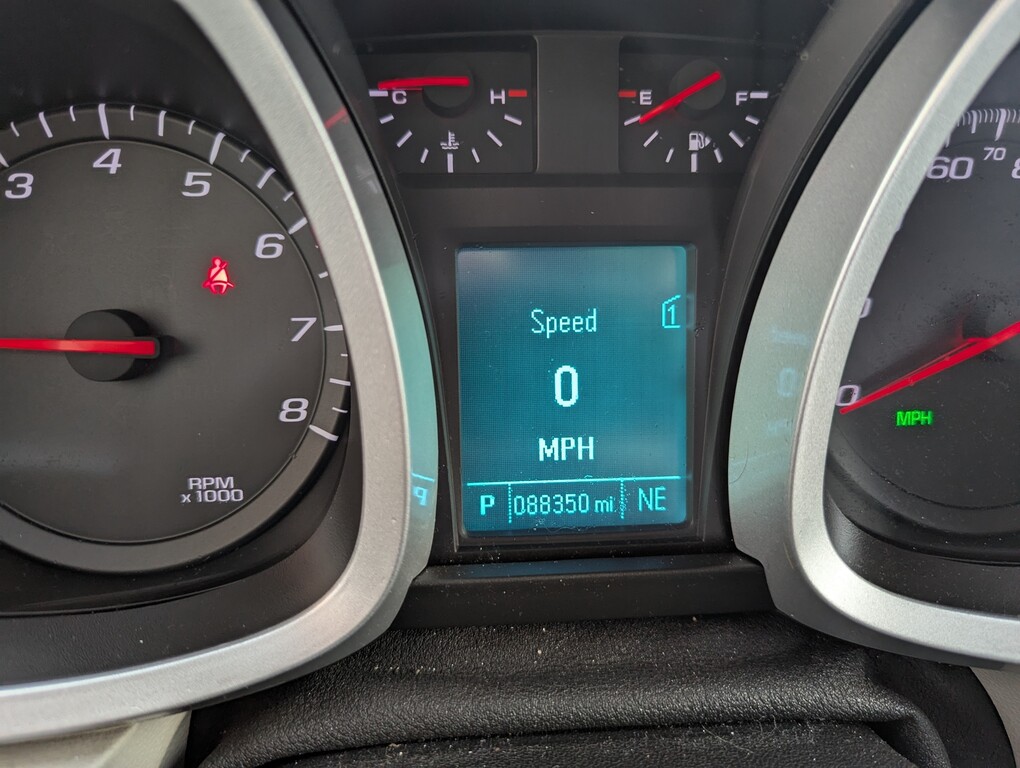 C H
E F
3 4 5 6 7 8
RPM
x1000
Speed
1
0
MPH
P 088350 mi NE
60 70
0
MPH